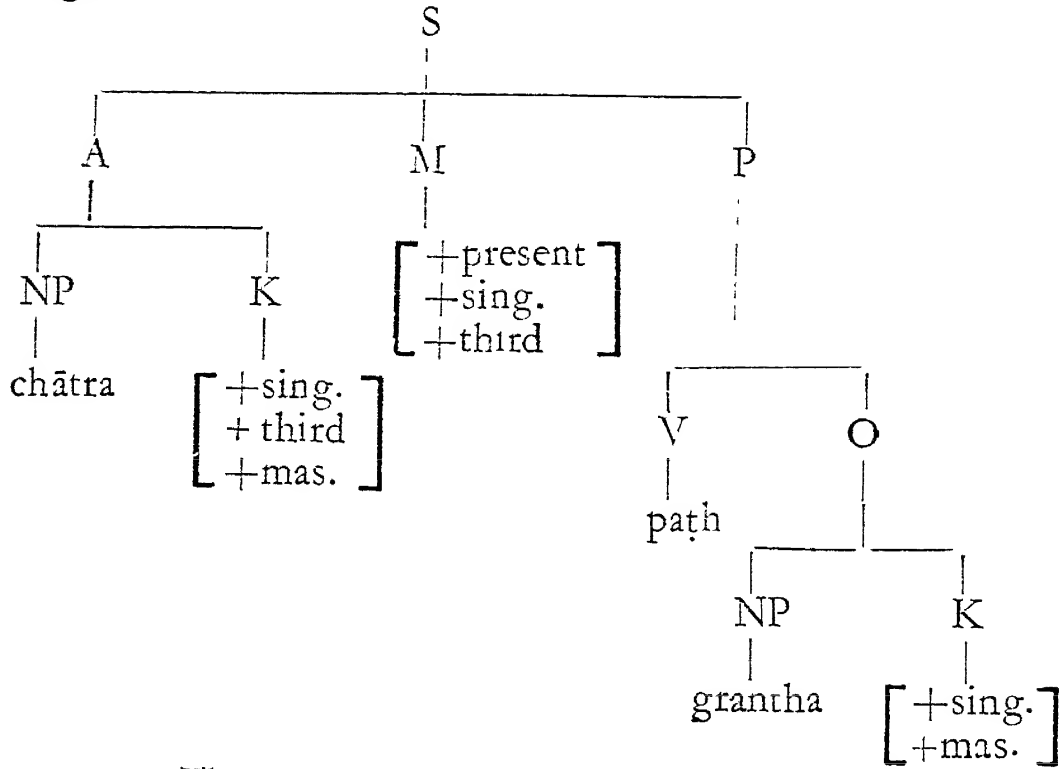 S
A M P
NP K [ +present
+sing.
+third ]
chātra [ +sing.
+ third
+mas. ]
V O
paṭh
NP K
grantha [ +sing.
+mas. ]